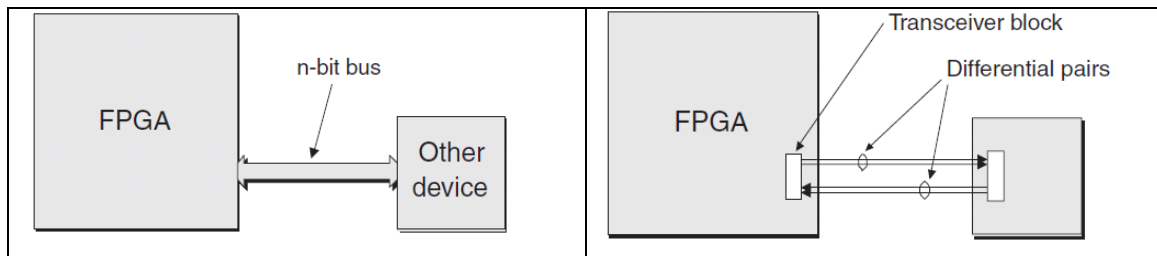 n-bit bus
FPGA
Other
device
Transceiver block
Differential pairs
FPGA